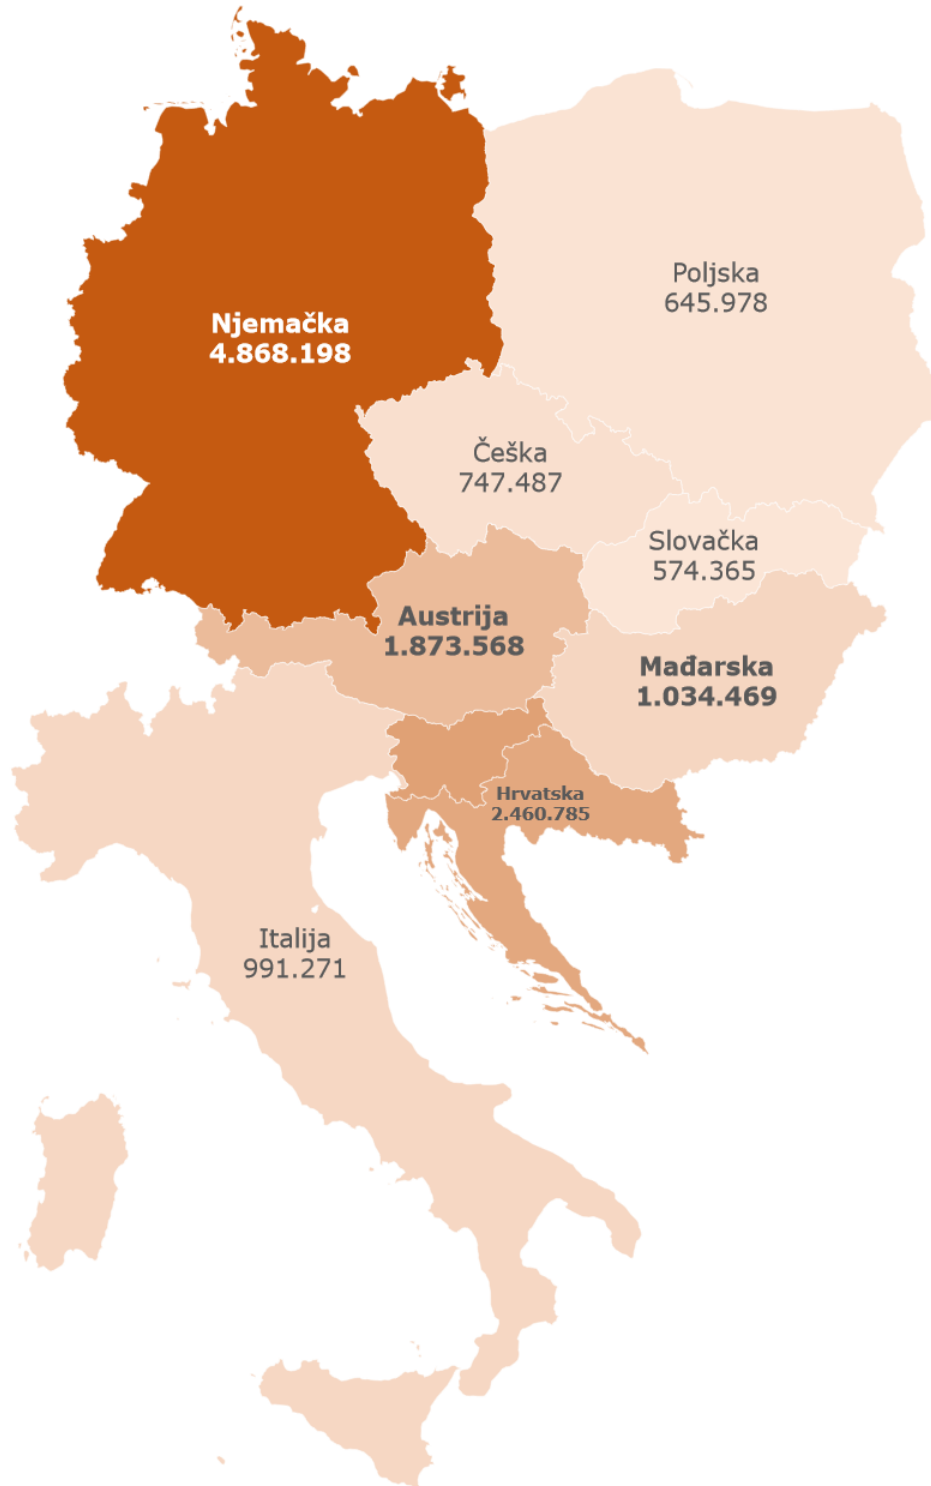 Poljska
645.978
Njemačka
4.868.198
Češka
747.487
Slovačka
574.365
Austrija
1.873.568
Mađarska
1.034.469
Hrvatska
2.460.785
Italija
991.271